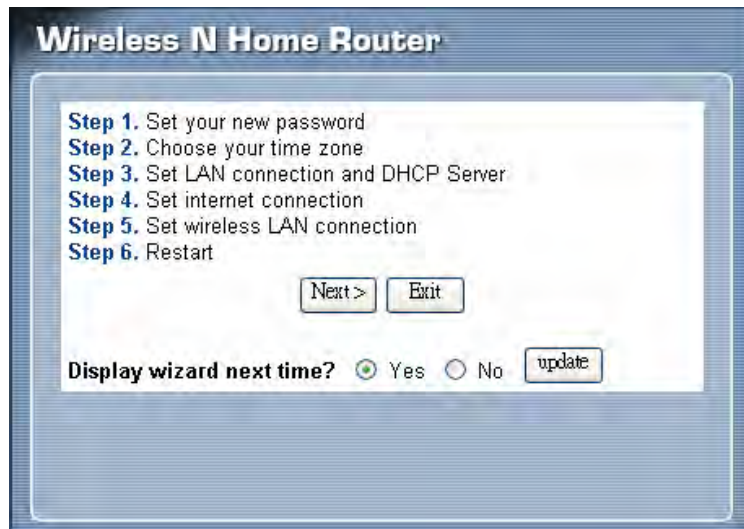 Wireless N Home Router
Step 1. Set your new password
Step 2. Choose your time zone
Step 3. Set LAN connection and DHCP Server
Step 4. Set internet connection
Step 5. Set wireless LAN connection
Step 6. Restart
Next > Exit
Display wizard next time? Yes No update